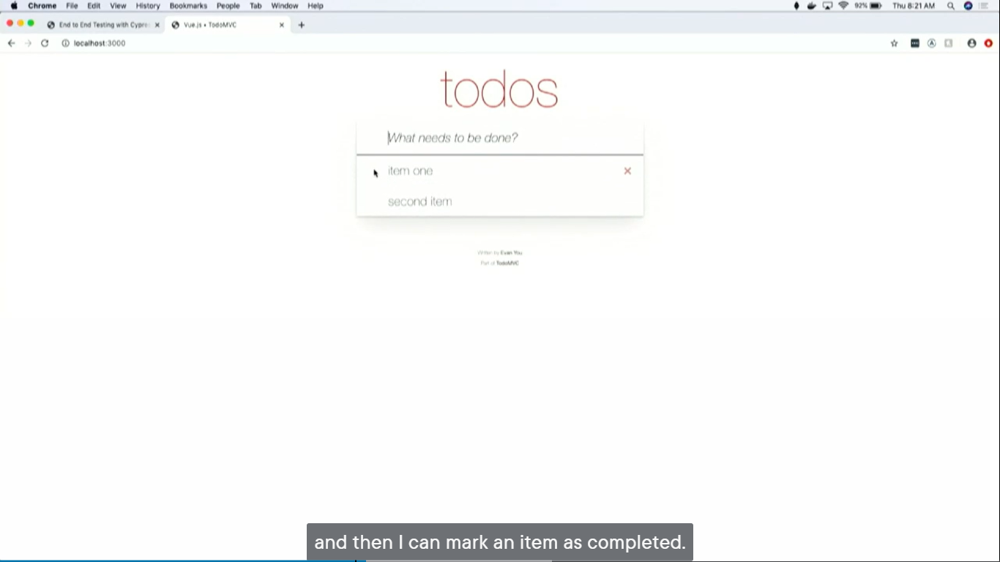 Chrome File Edit View History Bookmarks People Tab Window Help 92% Thu 8:21 AM
End to End Testing with Cypre Vue.js • TodoMVC
localhost:3000
todos
What needs to be done?
item one
second item
Written by Evan You
Part of TodoMVC
and then I can mark an item as completed.